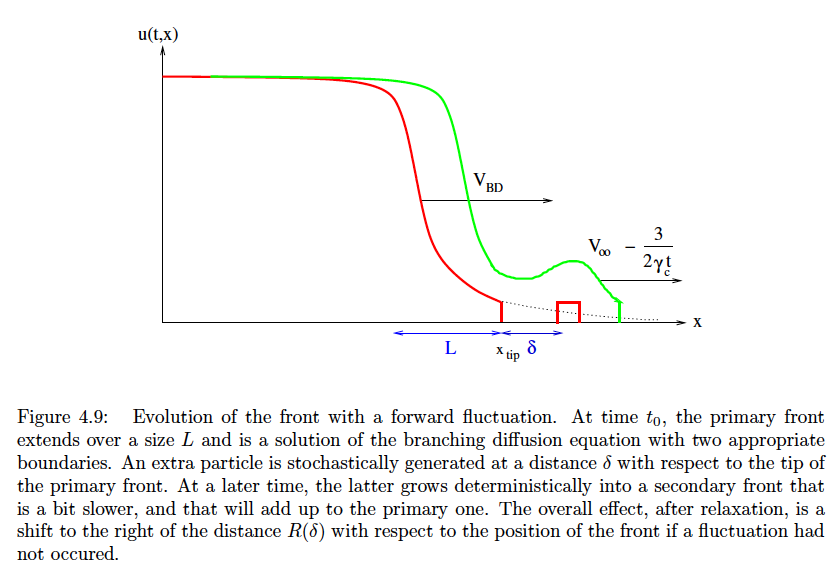 u(t,x)
V_BD
V_∞ − 3/(2γt_c)
x
L
x_tip
δ
Figure 4.9: Evolution of the front with a forward fluctuation. At time t₀, the primary front
extends over a size L and is a solution of the branching diffusion equation with two appropriate
boundaries. An extra particle is stochastically generated at a distance δ with respect to the tip of
the primary front. At a later time, the latter grows deterministically into a secondary front that
is a bit slower, and that will add up to the primary one. The overall effect, after relaxation, is a
shift to the right of the distance R(δ) with respect to the position of the front if a fluctuation had
not occured.